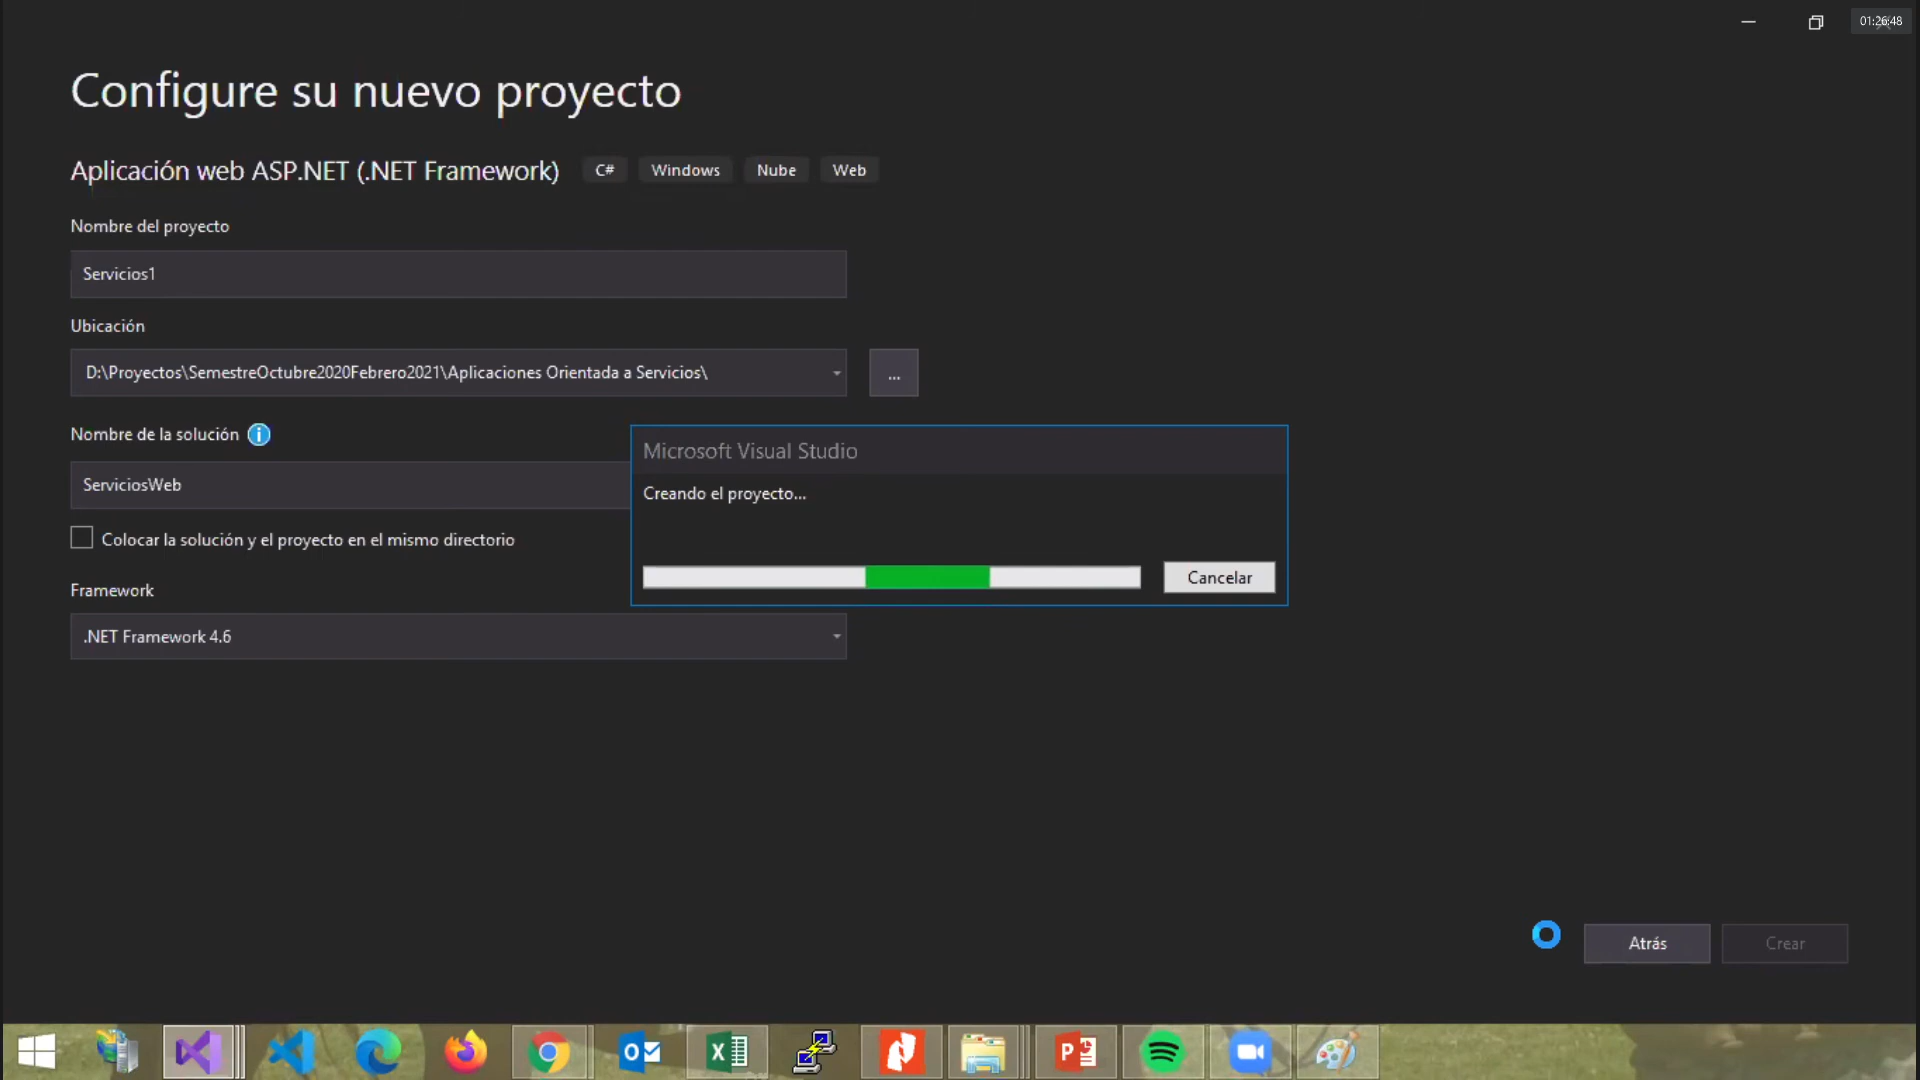 01:26:48
Configure su nuevo proyecto
Aplicación web ASP.NET (.NET Framework) C# Windows Nube Web
Nombre del proyecto
Servicios1
Ubicación
D:\Proyectos\SemestreOctubre2020Febrero2021\Aplicaciones Orientada a Servicios\
...
Nombre de la solución
ServiciosWeb
Colocar la solución y el proyecto en el mismo directorio
Framework
.NET Framework 4.6
Microsoft Visual Studio
Creando el proyecto...
Cancelar
Atrás Crear